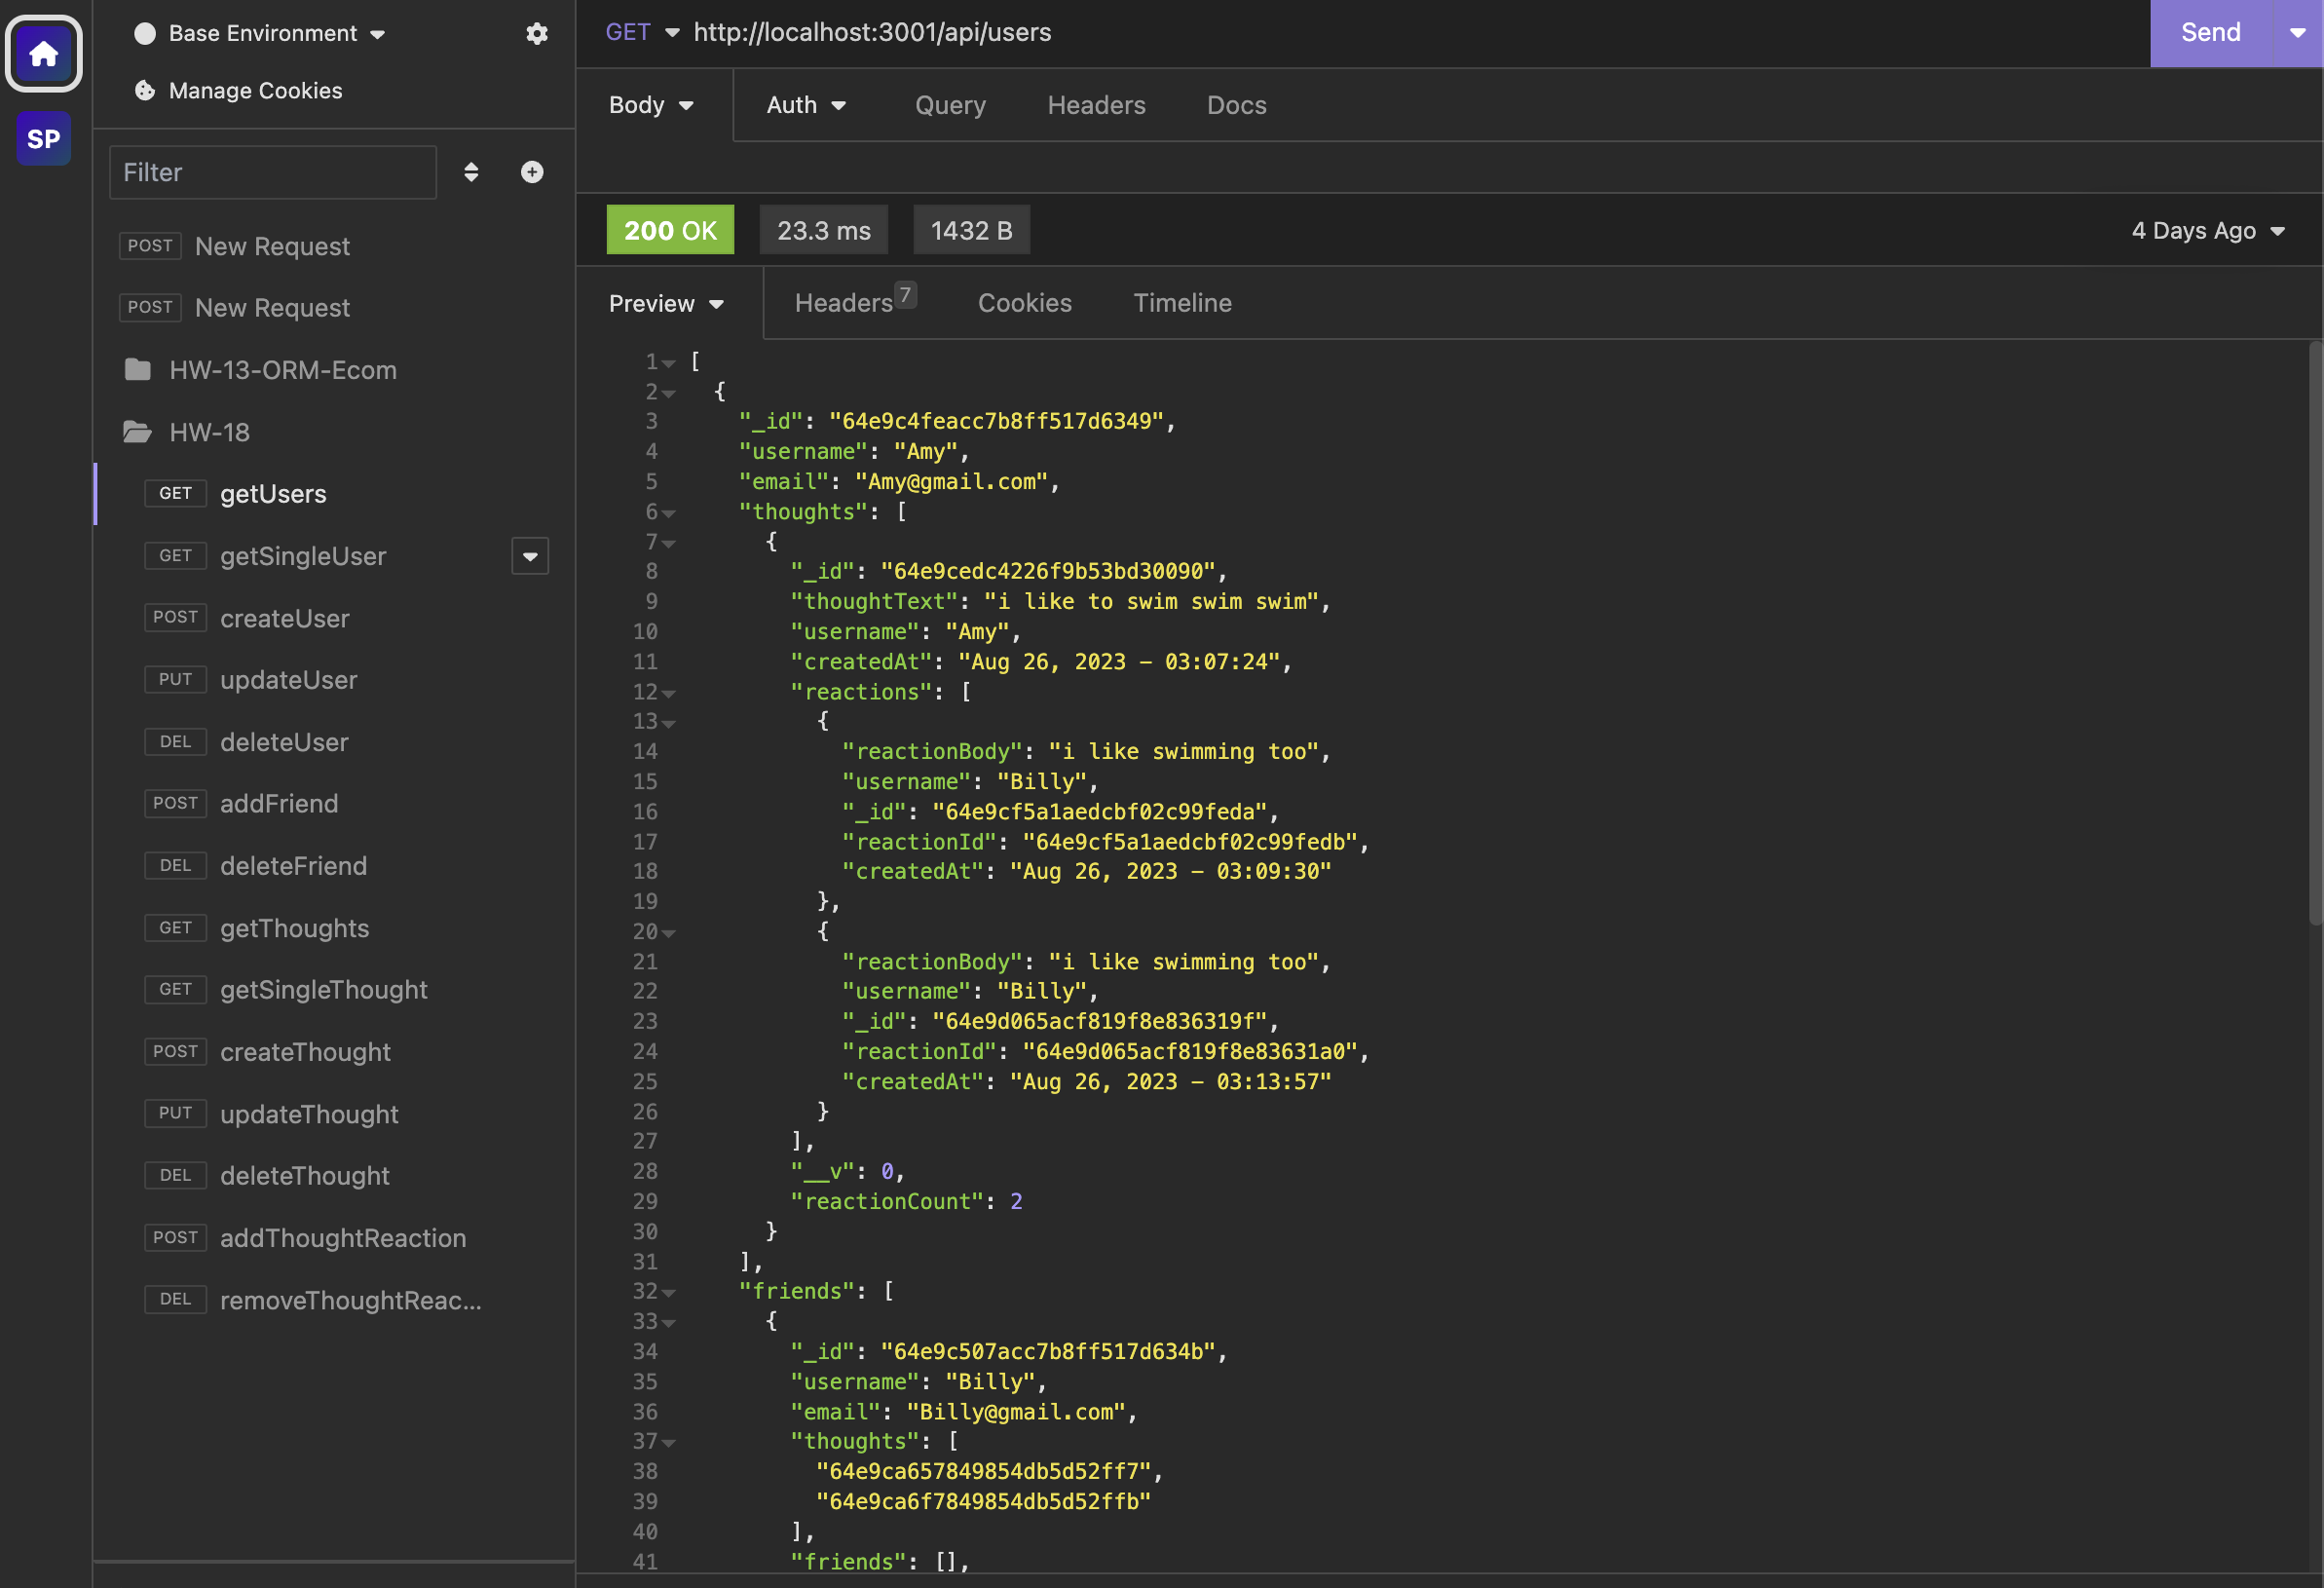 SP
Base Environment
Manage Cookies
Filter
POST New Request
POST New Request
HW-13-ORM-Ecom
HW-18
GET getUsers
GET getSingleUser
POST createUser
PUT updateUser
DEL deleteUser
POST addFriend
DEL deleteFriend
GET getThoughts
GET getSingleThought
POST createThought
PUT updateThought
DEL deleteThought
POST addThoughtReaction
DEL removeThoughtReac...
GET http://localhost:3001/api/users Send
Body Auth Query Headers Docs
200 OK 23.3 ms 1432 B 4 Days Ago
Preview Headers 7 Cookies Timeline
1 [
2 {
3 "_id": "64e9c4feacc7b8ff517d6349",
4 "username": "Amy",
5 "email": "Amy@gmail.com",
6 "thoughts": [
7 {
8 "_id": "64e9cedc4226f9b53bd30090",
9 "thoughtText": "i like to swim swim swim",
10 "username": "Amy",
11 "createdAt": "Aug 26, 2023 – 03:07:24",
12 "reactions": [
13 {
14 "reactionBody": "i like swimming too",
15 "username": "Billy",
16 "_id": "64e9cf5a1aedcbf02c99feda",
17 "reactionId": "64e9cf5a1aedcbf02c99fedb",
18 "createdAt": "Aug 26, 2023 – 03:09:30"
19 },
20 {
21 "reactionBody": "i like swimming too",
22 "username": "Billy",
23 "_id": "64e9d065acf819f8e836319f",
24 "reactionId": "64e9d065acf819f8e83631a0",
25 "createdAt": "Aug 26, 2023 – 03:13:57"
26 }
27 ],
28 "__v": 0,
29 "reactionCount": 2
30 }
31 ],
32 "friends": [
33 {
34 "_id": "64e9c507acc7b8ff517d634b",
35 "username": "Billy",
36 "email": "Billy@gmail.com",
37 "thoughts": [
38 "64e9ca657849854db5d52ff7",
39 "64e9ca6f7849854db5d52ffb"
40 ],
41 "friends": [],